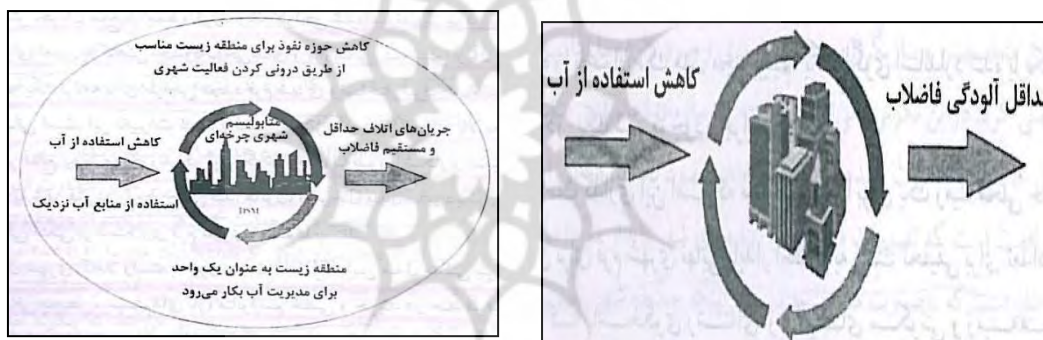 کاهش حوزه نفوذ برای منطقه زیست مناسب
از طریق درونی کردن فعالیت شهری
متابولیسم
شهری چرخه‌ای
کاهش استفاده از آب
استفاده از منابع آب نزدیک
جریان‌های اتلاف حداقل
و مستقیم فاضلاب
منطقه زیست به عنوان یک واحد
برای مدیریت آب بکار می‌رود
کاهش استفاده از آب
حداقل آلودگی فاضلاب